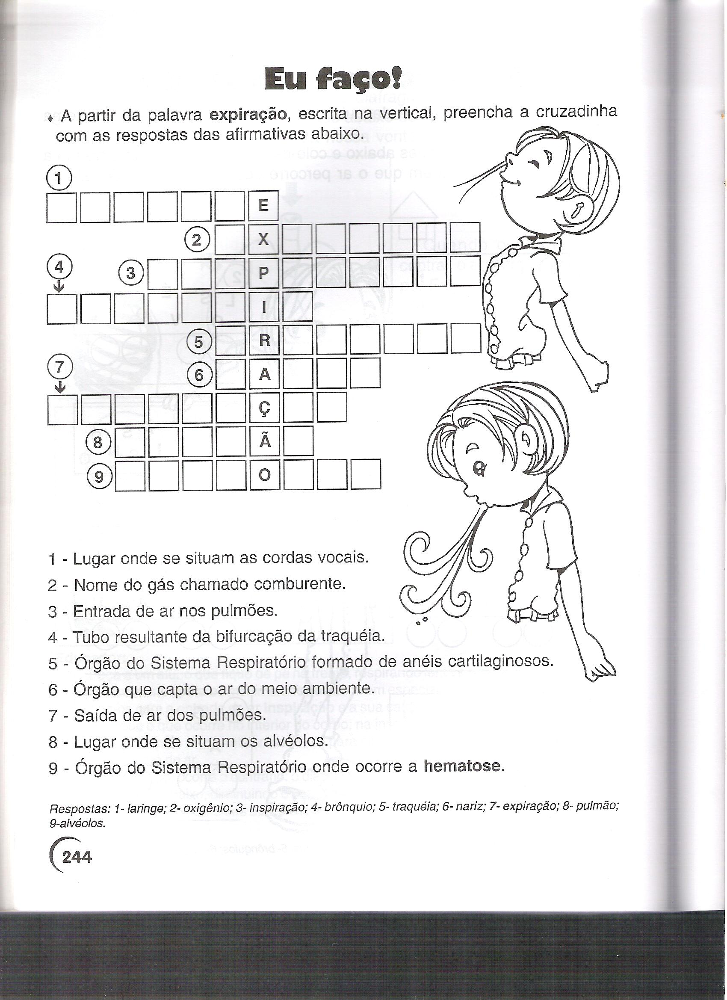 Eu faço!
♦ A partir da palavra expiração, escrita na vertical, preencha a cruzadinha
com as respostas das afirmativas abaixo.
1
E
2 X
4 3 P
I
5 R
7 6 A
Ç
8 Ã
9 O
1 - Lugar onde se situam as cordas vocais.
2 - Nome do gás chamado comburente.
3 - Entrada de ar nos pulmões.
4 - Tubo resultante da bifurcação da traquéia.
5 - Órgão do Sistema Respiratório formado de anéis cartilaginosos.
6 - Órgão que capta o ar do meio ambiente.
7 - Saída de ar dos pulmões.
8 - Lugar onde se situam os alvéolos.
9 - Órgão do Sistema Respiratório onde ocorre a hematose.
Respostas: 1- laringe; 2- oxigênio; 3- inspiração; 4- brônquio; 5- traquéia; 6- nariz; 7- expiração; 8- pulmão;
9-alvéolos.
244